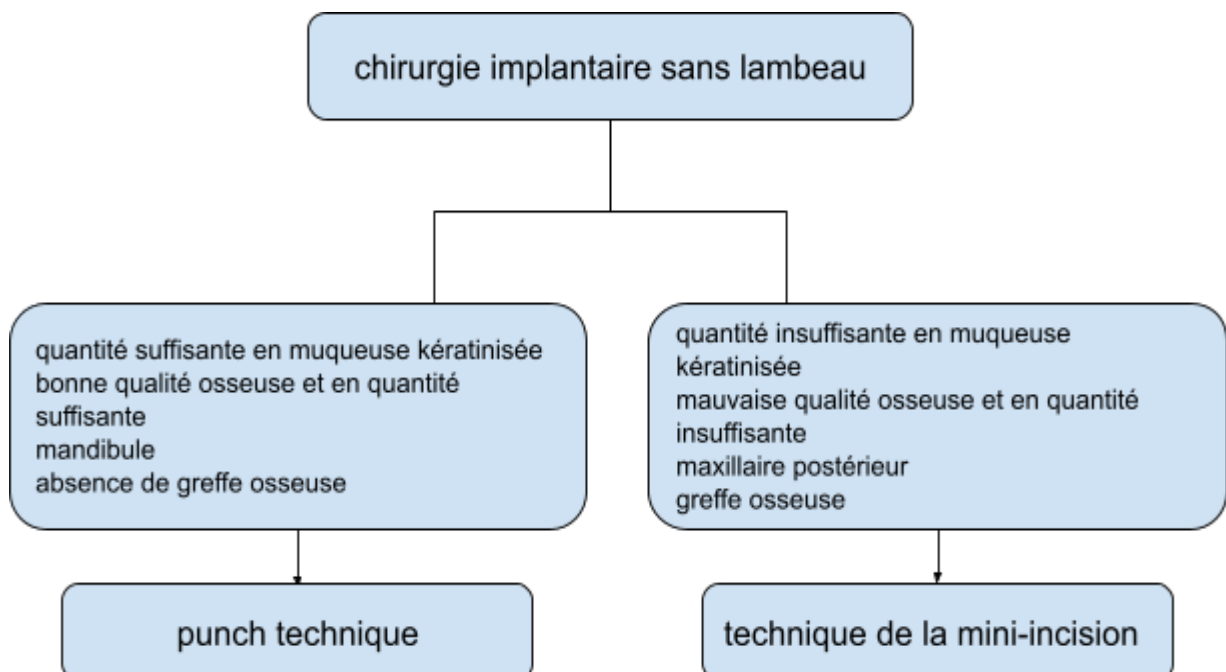 chirurgie implantaire sans lambeau
quantité suffisante en muqueuse kératinisée
bonne qualité osseuse et en quantité
suffisante
mandibule
absence de greffe osseuse
quantité insuffisante en muqueuse
kératinisée
mauvaise qualité osseuse et en quantité
insuffisante
maxillaire postérieur
greffe osseuse
punch technique
technique de la mini-incision